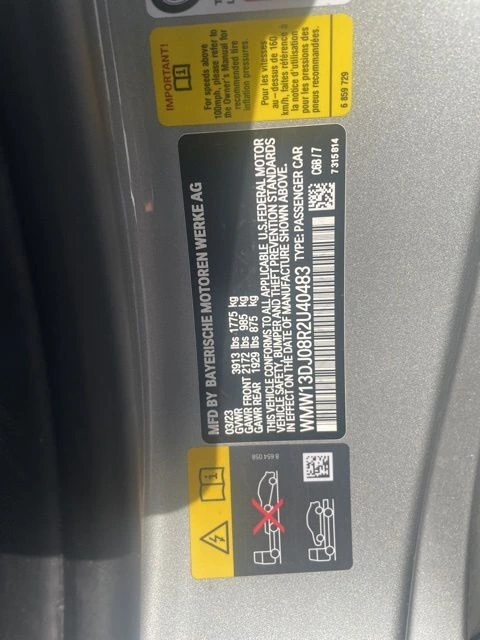 IMPORTANT!
For speeds above
100mph, please refer to
the Owner's Manual for
recommended tire
inflation pressures.
Pour les vitesses
au-dessus de 160
km/h, faites référence à
la notice d'utilisation
pour les pressions des
pneus recommandées.
6 859 729
MFD BY BAYERISCHE MOTOREN WERKE AG
03/23
GVWR 3913 lbs 1775 kg
GAWR FRONT 2172 lbs 985 kg
GAWR REAR 1929 lbs 875 kg
THIS VEHICLE CONFORMS TO ALL APPLICABLE U.S.FEDERAL MOTOR
VEHICLE SAFETY, BUMPER AND THEFT PREVENTION STANDARDS
IN EFFECT ON THE DATE OF MANUFACTURE SHOWN ABOVE.
WMW13DJ08R2U40483 TYPE: PASSENGER CAR
C6B / 7
7 315 814
8 654 058